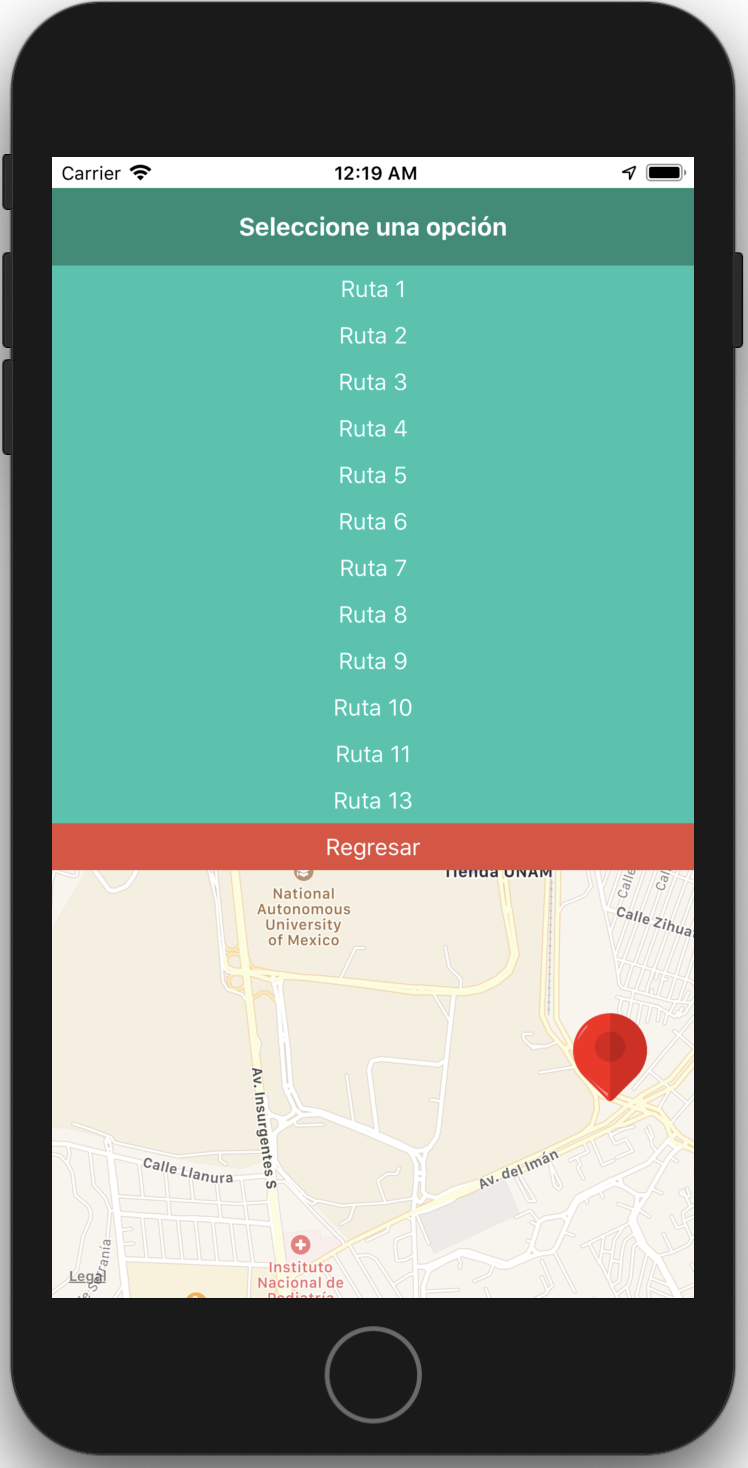 Carrier 12:19 AM
Seleccione una opción
Ruta 1
Ruta 2
Ruta 3
Ruta 4
Ruta 5
Ruta 6
Ruta 7
Ruta 8
Ruta 9
Ruta 10
Ruta 11
Ruta 13
Regresar
Tienda UNAM
National
Autonomous
University
of Mexico
Calle
Calle Zihua
Av. Insurgentes S
Calle Llanura
Av. del Imán
Instituto
Nacional de
Pediatría
Legal